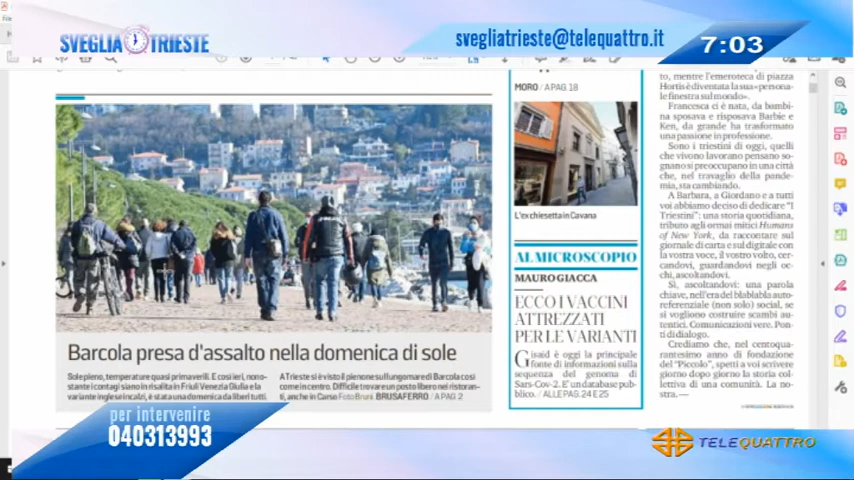 SVEGLIA TRIESTE
svegliatrieste@telequattro.it
7:03
MORO / A PAG. 18
L'ex chiesetta in Cavana
AL MICROSCOPIO
MAURO GIACCA
ECCO I VACCINI
ATTREZZATI
PER LE VARIANTI
Gisaid è oggi la principale
fonte di informazioni sulla
sequenza del genoma di
Sars-Cov-2. E' un database pub-
blico. / ALLE PAG. 24 E 25
to, mentre l'emeroteca di piazza
Hortis è diventata la sua «persona-
le finestra sul mondo».
Francesca ci è nata, da bambi-
na sposava e risposava Barbie e
Ken, da grande ha trasformato
una passione in professione.
Sono i triestini di oggi, quelli
che vivono lavorano pensano so-
gnano si preoccupano in una città
che, nel travaglio della pande-
mia, sta cambiando.
A Barbara, a Giordano e a tutti
voi abbiamo deciso di dedicare "I
Triestini": una storia quotidiana,
tributo agli ormai mitici Humans
of New York, da raccontare sul
giornale di carta e sul digitale con
la vostra voce, il vostro volto, cer-
candovi, guardandovi negli oc-
chi, ascoltandovi.
Sì, ascoltandovi: una parola
chiave, nell'era del blablabla auto-
referenziale (non solo) social, se
si vogliono costruire scambi au-
tentici. Comunicazioni vere. Pon-
ti di dialogo.
Crediamo che, nel centoqua-
rantesimo anno di fondazione
del "Piccolo", spetti a voi scrivere
giorno dopo giorno la storia col-
lettiva di una comunità. La no-
stra.—
Barcola presa d'assalto nella domenica di sole
Sole pieno, temperature quasi primaverili. E così ieri, nono-
stante i contagi siano in risalita in Friuli Venezia Giulia e la
variante inglese incalzi, è stata una domenica da liberi tutti.
A Trieste si è visto il pienone sul lungomare di Barcola così
come in centro. Difficile trovare un posto libero nei ristoran-
ti, anche in Carso Foto Bruni BRUSAFERRO / A PAG. 2
per intervenire
040313993
TELEQUATTRO